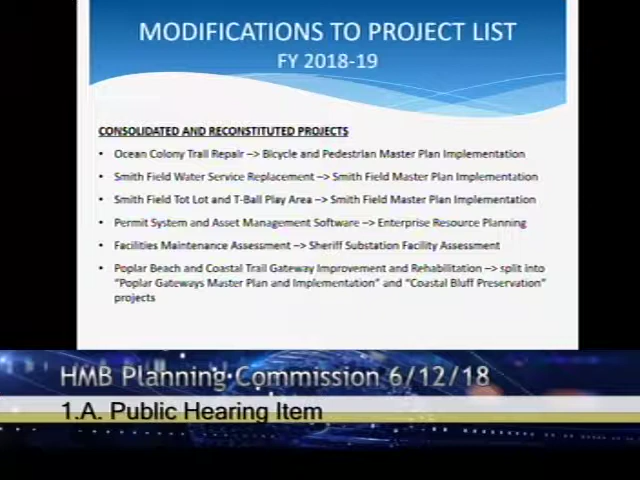 MODIFICATIONS TO PROJECT LIST
FY 2018-19
CONSOLIDATED AND RECONSTITUTED PROJECTS
• Ocean Colony Trail Repair –> Bicycle and Pedestrian Master Plan Implementation
• Smith Field Water Service Replacement –> Smith Field Master Plan Implementation
• Smith Field Tot Lot and T-Ball Play Area –> Smith Field Master Plan Implementation
• Permit System and Asset Management Software –> Enterprise Resource Planning
• Facilities Maintenance Assessment –> Sheriff Substation Facility Assessment
• Poplar Beach and Coastal Trail Gateway Improvement and Rehabilitation –> split into
"Poplar Gateways Master Plan and Implementation" and "Coastal Bluff Preservation"
projects
HMB Planning Commission 6/12/18
1.A. Public Hearing Item